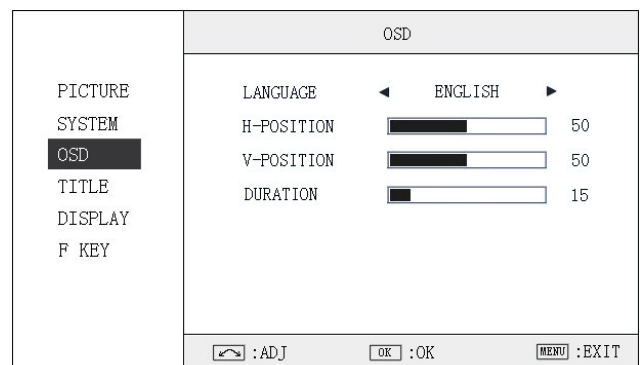 OSD
PICTURE
SYSTEM
OSD
TITLE
DISPLAY
F KEY
LANGUAGE ◀ ENGLISH ▶
H-POSITION 50
V-POSITION 50
DURATION 15
:ADJ OK :OK MENU :EXIT